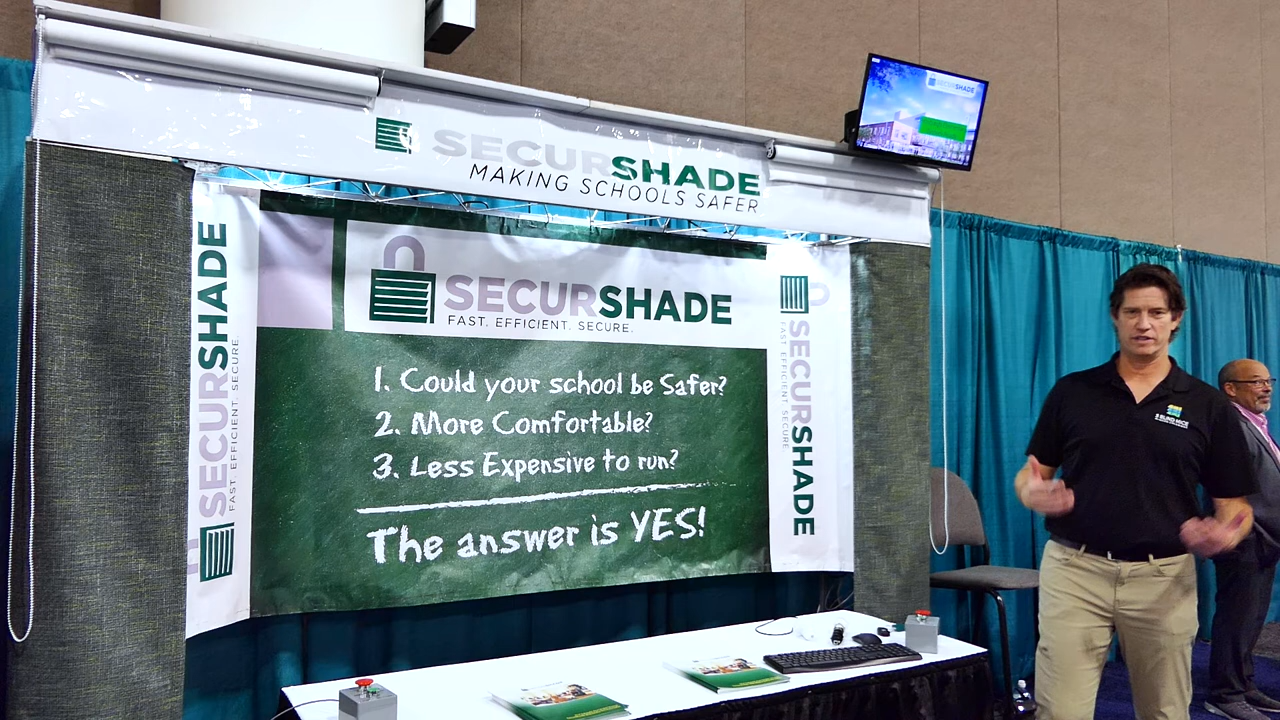 SECURSHADE
MAKING SCHOOLS SAFER
SECURSHADE
SECURSHADE
FAST. EFFICIENT. SECURE.
SECURSHADE
FAST. EFFICIENT. SECURE.
SECURSHADE
FAST. EFFICIENT. SECURE.
1. Could your school be Safer?
2. More Comfortable?
3. Less Expensive to run?
The answer is YES!